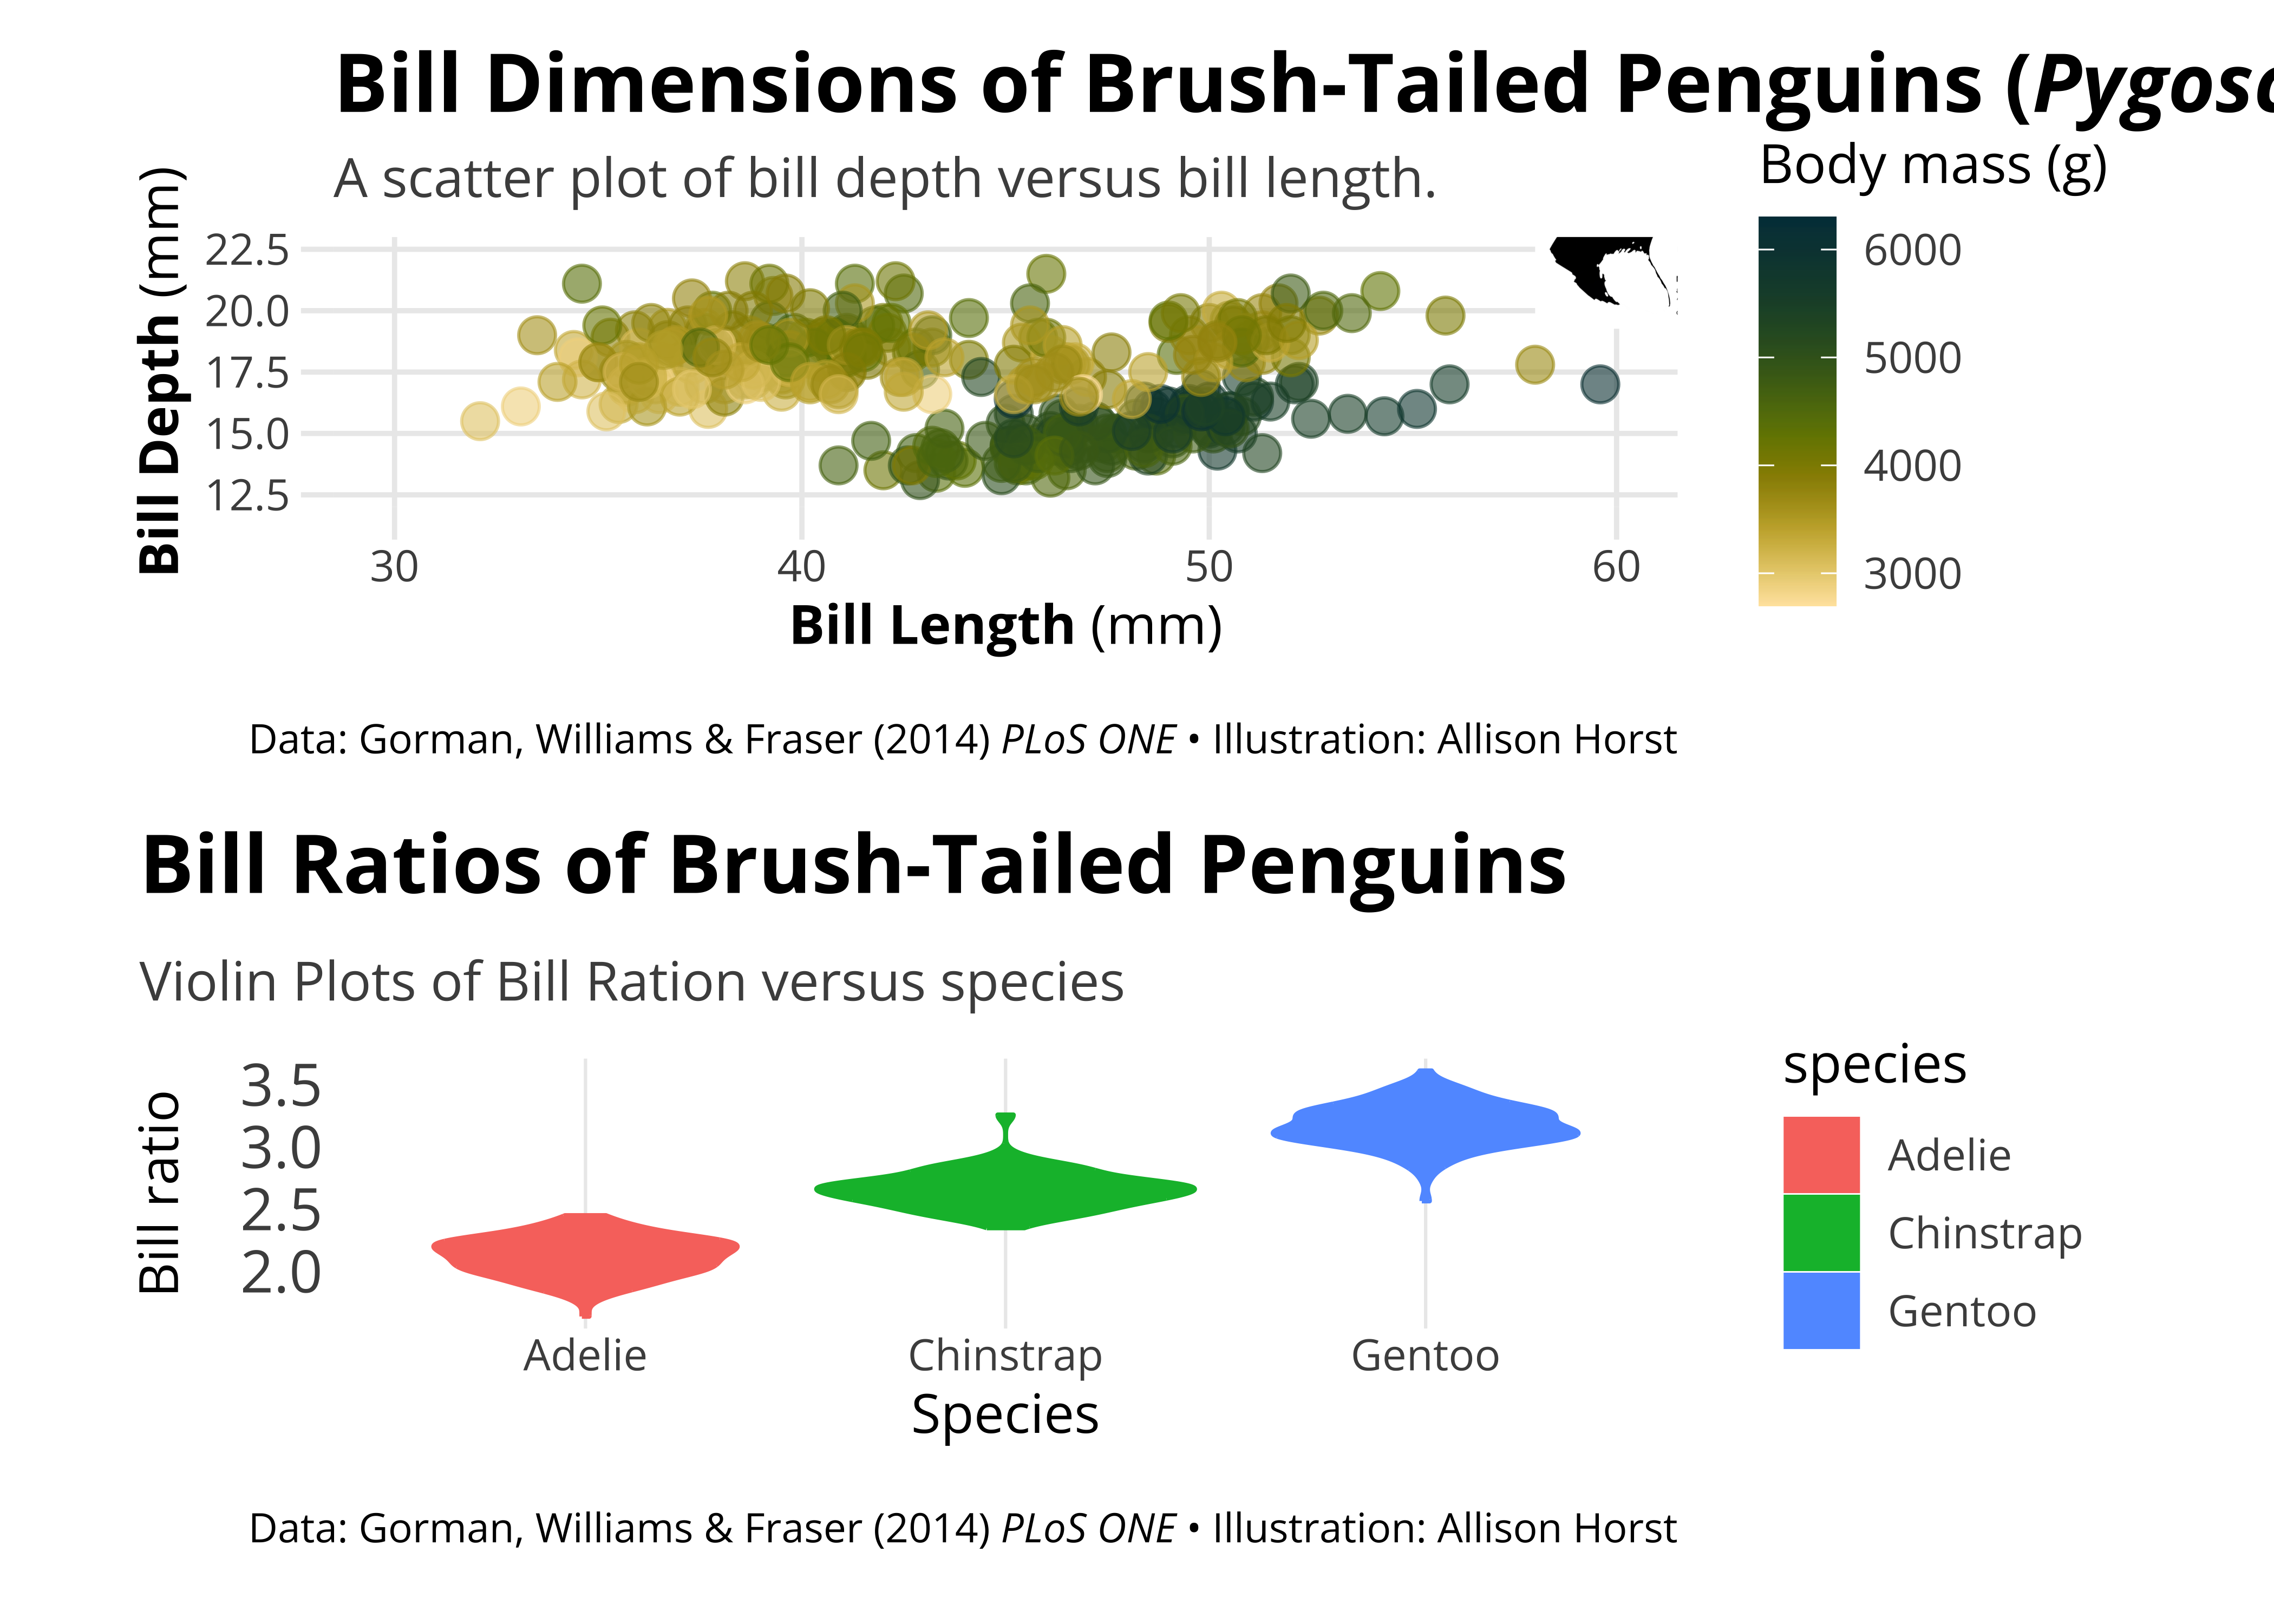 Bill Dimensions of Brush-Tailed Penguins (Pygosc
A scatter plot of bill depth versus bill length.
Bill Depth (mm)
22.5
20.0
17.5
15.0
12.5
30 40 50 60
Bill Length (mm)
Body mass (g)
6000
5000
4000
3000
Data: Gorman, Williams & Fraser (2014) PLoS ONE • Illustration: Allison Horst
Bill Ratios of Brush-Tailed Penguins
Violin Plots of Bill Ration versus species
Bill ratio
3.5
3.0
2.5
2.0
Adelie Chinstrap Gentoo
Species
species
Adelie
Chinstrap
Gentoo
Data: Gorman, Williams & Fraser (2014) PLoS ONE • Illustration: Allison Horst